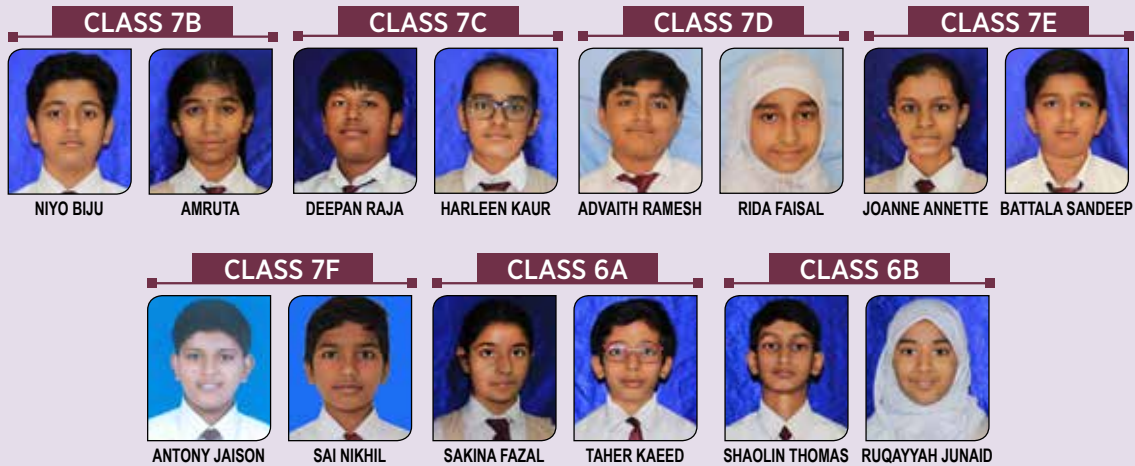 CLASS 7B
CLASS 7C
CLASS 7D
CLASS 7E
NIYO BIJU
AMRUTA
DEEPAN RAJA
HARLEEN KAUR
ADVAITH RAMESH
RIDA FAISAL
JOANNE ANNETTE
BATTALA SANDEEP
CLASS 7F
CLASS 6A
CLASS 6B
ANTONY JAISON
SAI NIKHIL
SAKINA FAZAL
TAHER KAEED
SHAOLIN THOMAS
RUQAYYAH JUNAID